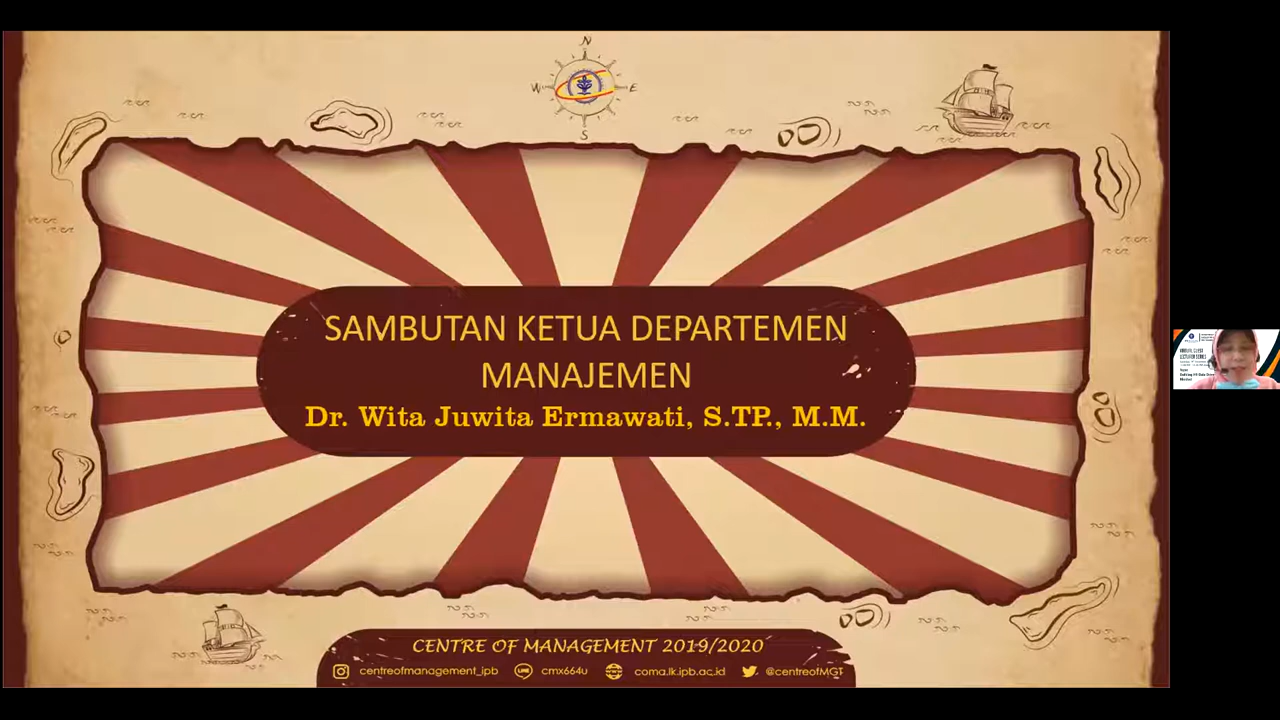 N
W E
S
SAMBUTAN KETUA DEPARTEMEN
MANAJEMEN
Dr. Wita Juwita Ermawati, S.TP., M.M.
CENTRE OF MANAGEMENT 2019/2020
centreofmanagement_ipb cmx664u coma.lk.ipb.ac.id @centreofMGT